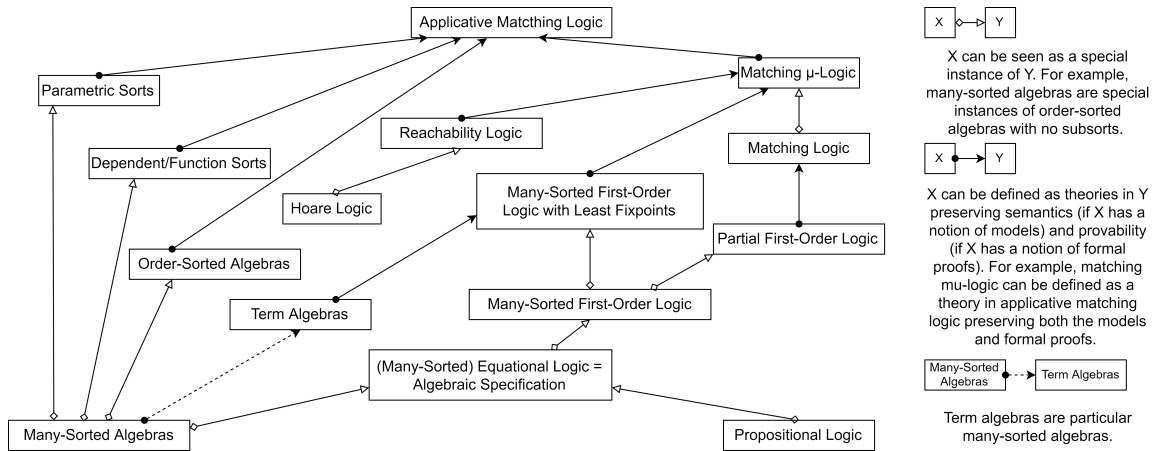 Applicative Matcthing Logic
Parametric Sorts
Matching μ-Logic
Reachability Logic
Matching Logic
Dependent/Function Sorts
Hoare Logic
Many-Sorted First-Order
Logic with Least Fixpoints
Partial First-Order Logic
Order-Sorted Algebras
Term Algebras
Many-Sorted First-Order Logic
(Many-Sorted) Equational Logic =
Algebraic Specification
Many-Sorted Algebras
Propositional Logic
X Y
X can be seen as a special
instance of Y. For example,
many-sorted algebras are special
instances of order-sorted
algebras with no subsorts.
X Y
X can be defined as theories in Y
preserving semantics (if X has a
notion of models) and provability
(if X has a notion of formal
proofs). For example, matching
mu-logic can be defined as a
theory in applicative matching
logic preserving both the models
and formal proofs.
Many-Sorted
Algebras
Term Algebras
Term algebras are particular
many-sorted algebras.